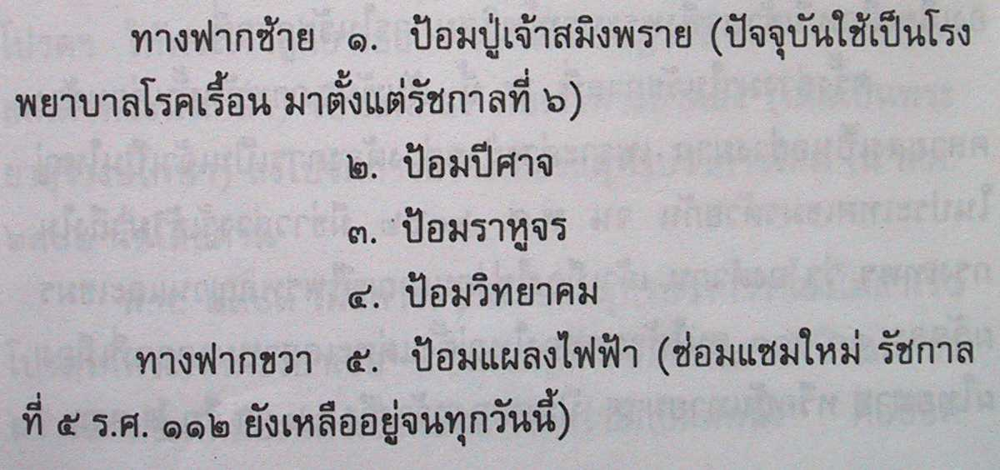 ทางฟากซ้าย ๑. ป้อมปู่เจ้าสมิงพราย (ปัจจุบันใช้เป็นโรง
พยาบาลโรคเรื้อน มาตั้งแต่รัชกาลที่ ๖)
๒. ป้อมปีศาจ
๓. ป้อมราหูจร
๔. ป้อมวิทยาคม
ทางฟากขวา ๕. ป้อมแผลงไฟฟ้า (ซ่อมแซมใหม่ รัชกาล
ที่ ๕ ร.ศ. ๑๑๒ ยังเหลืออยู่จนทุกวันนี้)